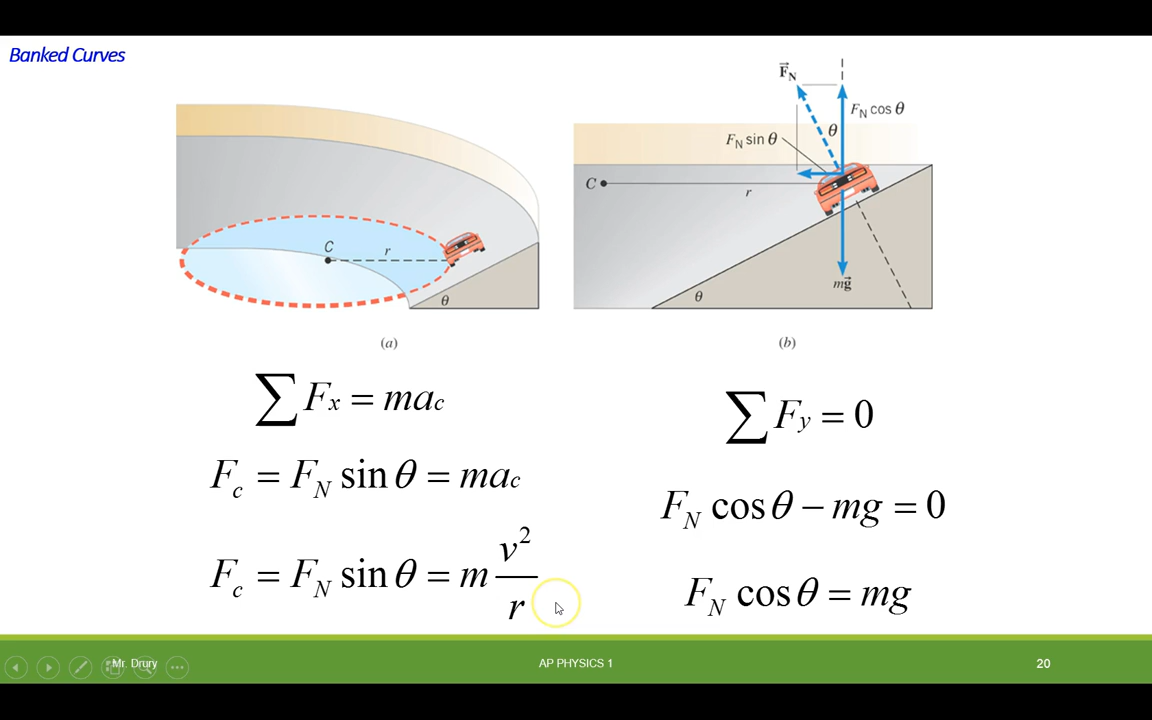 Banked Curves
C
r
θ
(a)
F⃗_N
F_N cos θ
θ
F_N sin θ
C
r
mg⃗
θ
(b)
∑ F_x = ma_c
F_c = F_N sin θ = ma_c
F_c = F_N sin θ = m v²/r
∑ F_y = 0
F_N cos θ − mg = 0
F_N cos θ = mg
Mr. Drury
AP PHYSICS 1
20